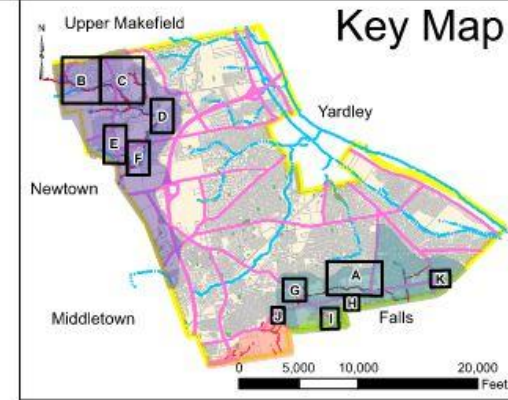 Key Map
Upper Makefield
N
B
C
D
E
F
Yardley
Newtown
Middletown
A
G
K
H
J
I
Falls
0
5,000
10,000
20,000
Feet